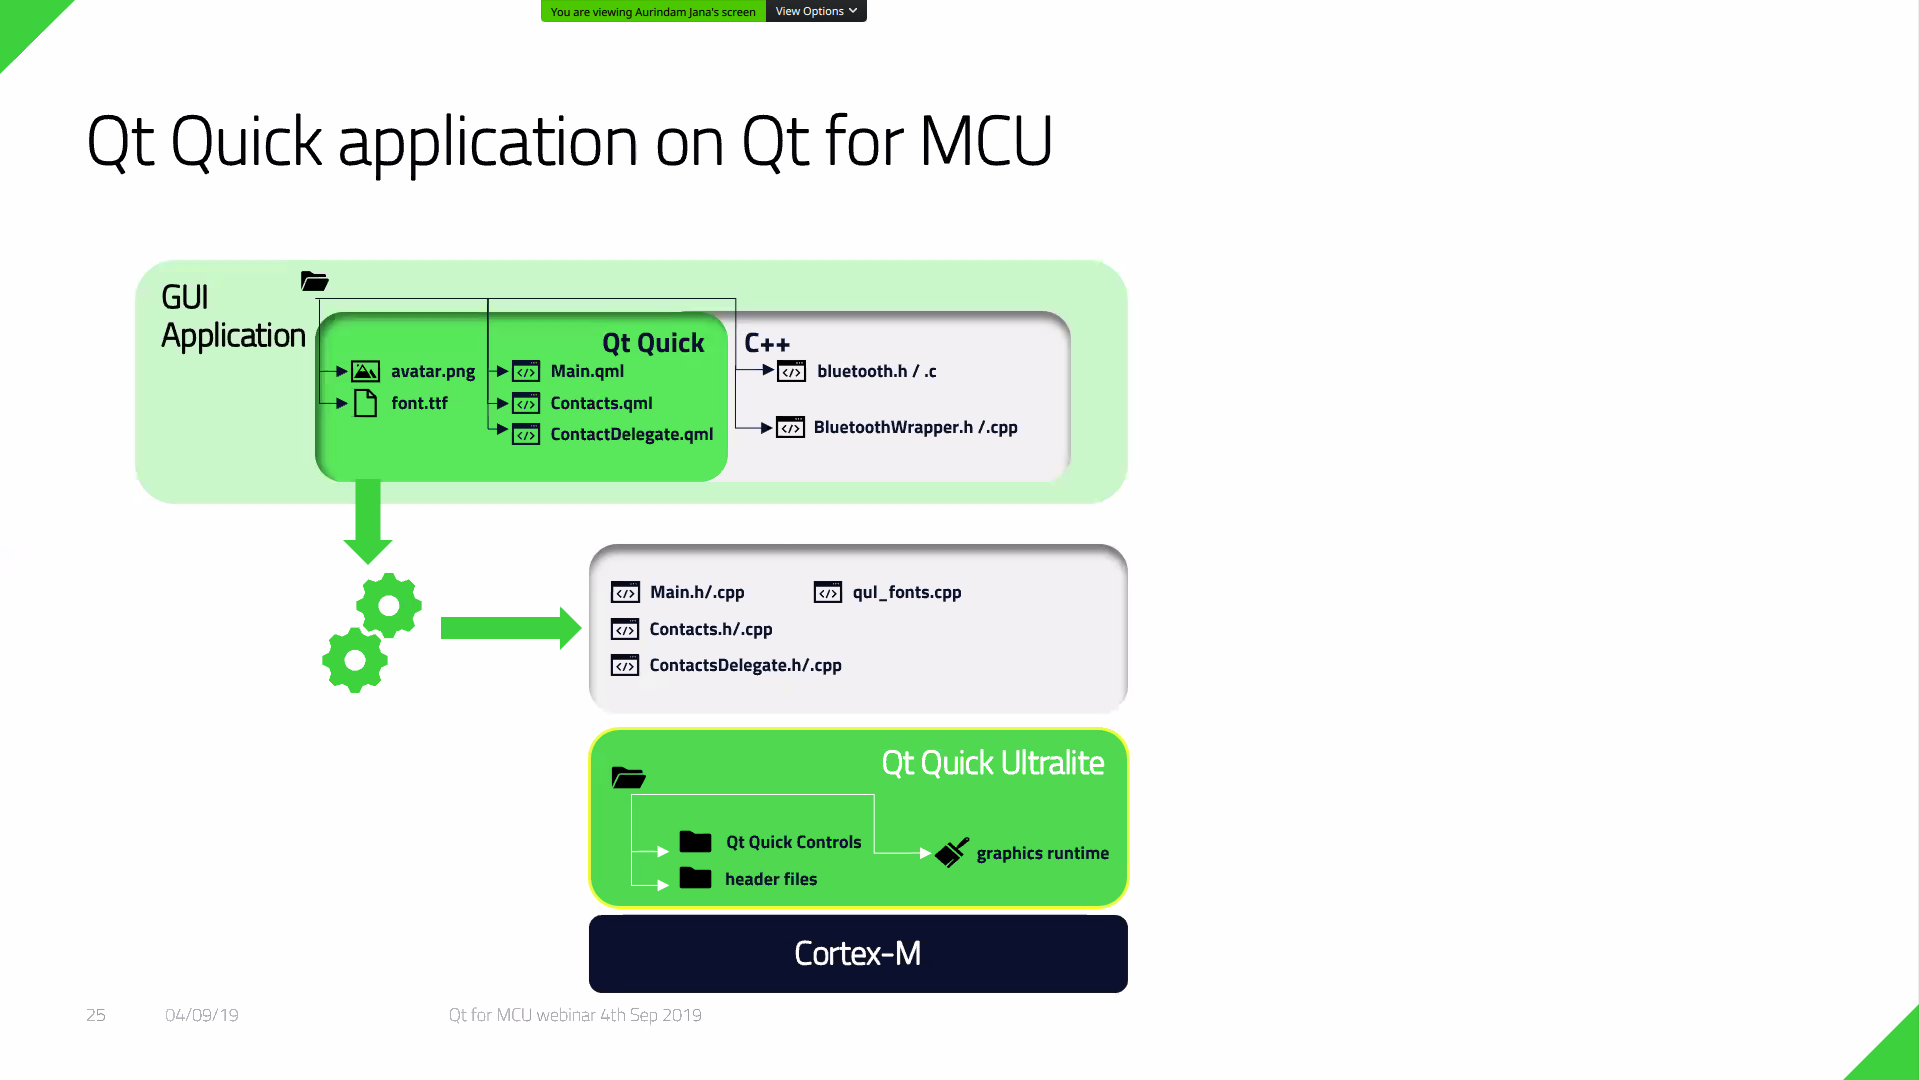 You are viewing Aurindam Jana's screen View Options
Qt Quick application on Qt for MCU
GUI
Application
Qt Quick
C++
avatar.png
font.ttf
Main.qml
Contacts.qml
ContactDelegate.qml
bluetooth.h / .c
BluetoothWrapper.h /.cpp
Main.h/.cpp
qul_fonts.cpp
Contacts.h/.cpp
ContactsDelegate.h/.cpp
Qt Quick Ultralite
Qt Quick Controls
header files
graphics runtime
Cortex-M
25 04/09/19 Qt for MCU webinar 4th Sep 2019